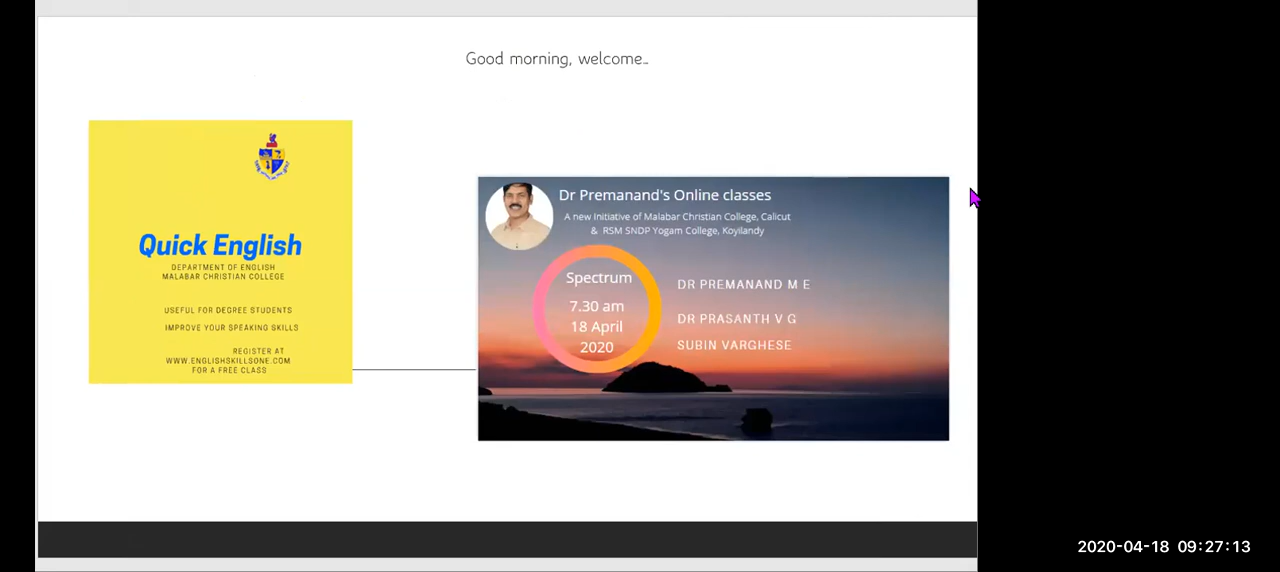 Good morning, welcome…
Quick English
DEPARTMENT OF ENGLISH
MALABAR CHRISTIAN COLLEGE
USEFUL FOR DEGREE STUDENTS
IMPROVE YOUR SPEAKING SKILLS
REGISTER AT
WWW.ENGLISHSKILLSONE.COM
FOR A FREE CLASS
Dr Premanand's Online classes
A new Initiative of Malabar Christian College, Calicut
& RSM SNDP Yogam College, Koyilandy
Spectrum
7.30 am
18 April
2020
DR PREMANAND M E
DR PRASANTH V G
SUBIN VARGHESE
2020-04-18 09:27:13